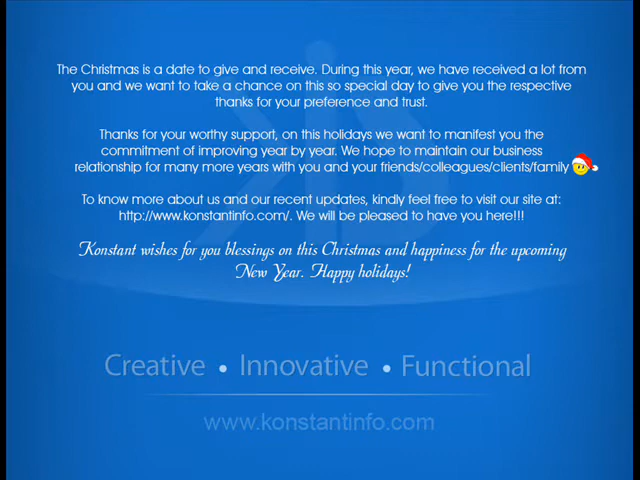 The Christmas is a date to give and receive. During this year, we have received a lot from
you and we want to take a chance on this so special day to give you the respective
thanks for your preference and trust.
Thanks for your worthy support, on this holidays we want to manifest you the
commitment of improving year by year. We hope to maintain our business
relationship for many more years with you and your friends/colleagues/clients/family
To know more about us and our recent updates, kindly feel free to visit our site at:
http://www.konstantinfo.com/. We will be pleased to have you here!!!
Konstant wishes for you blessings on this Christmas and happiness for the upcoming
New Year. Happy holidays!
Creative • Innovative • Functional
www.konstantinfo.com